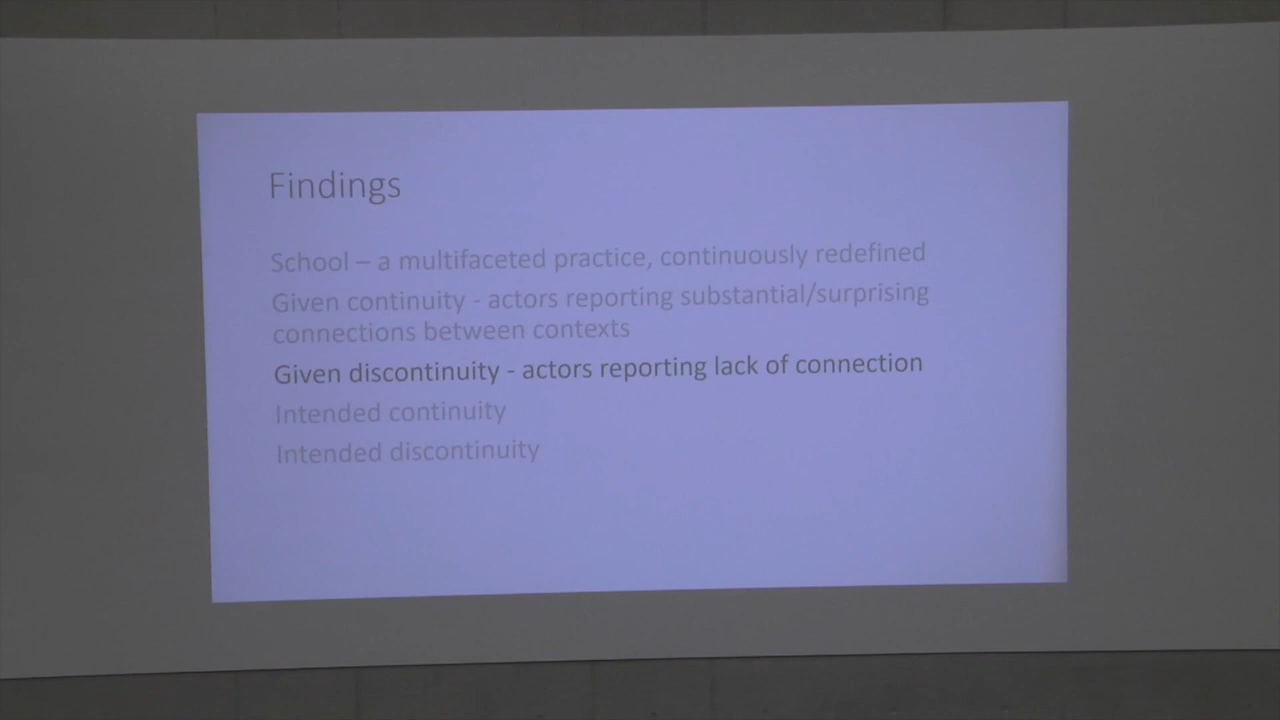 Findings
School – a multifaceted practice, continuously redefined
Given continuity - actors reporting substantial/surprising
connections between contexts
Given discontinuity - actors reporting lack of connection
Intended continuity
Intended discontinuity